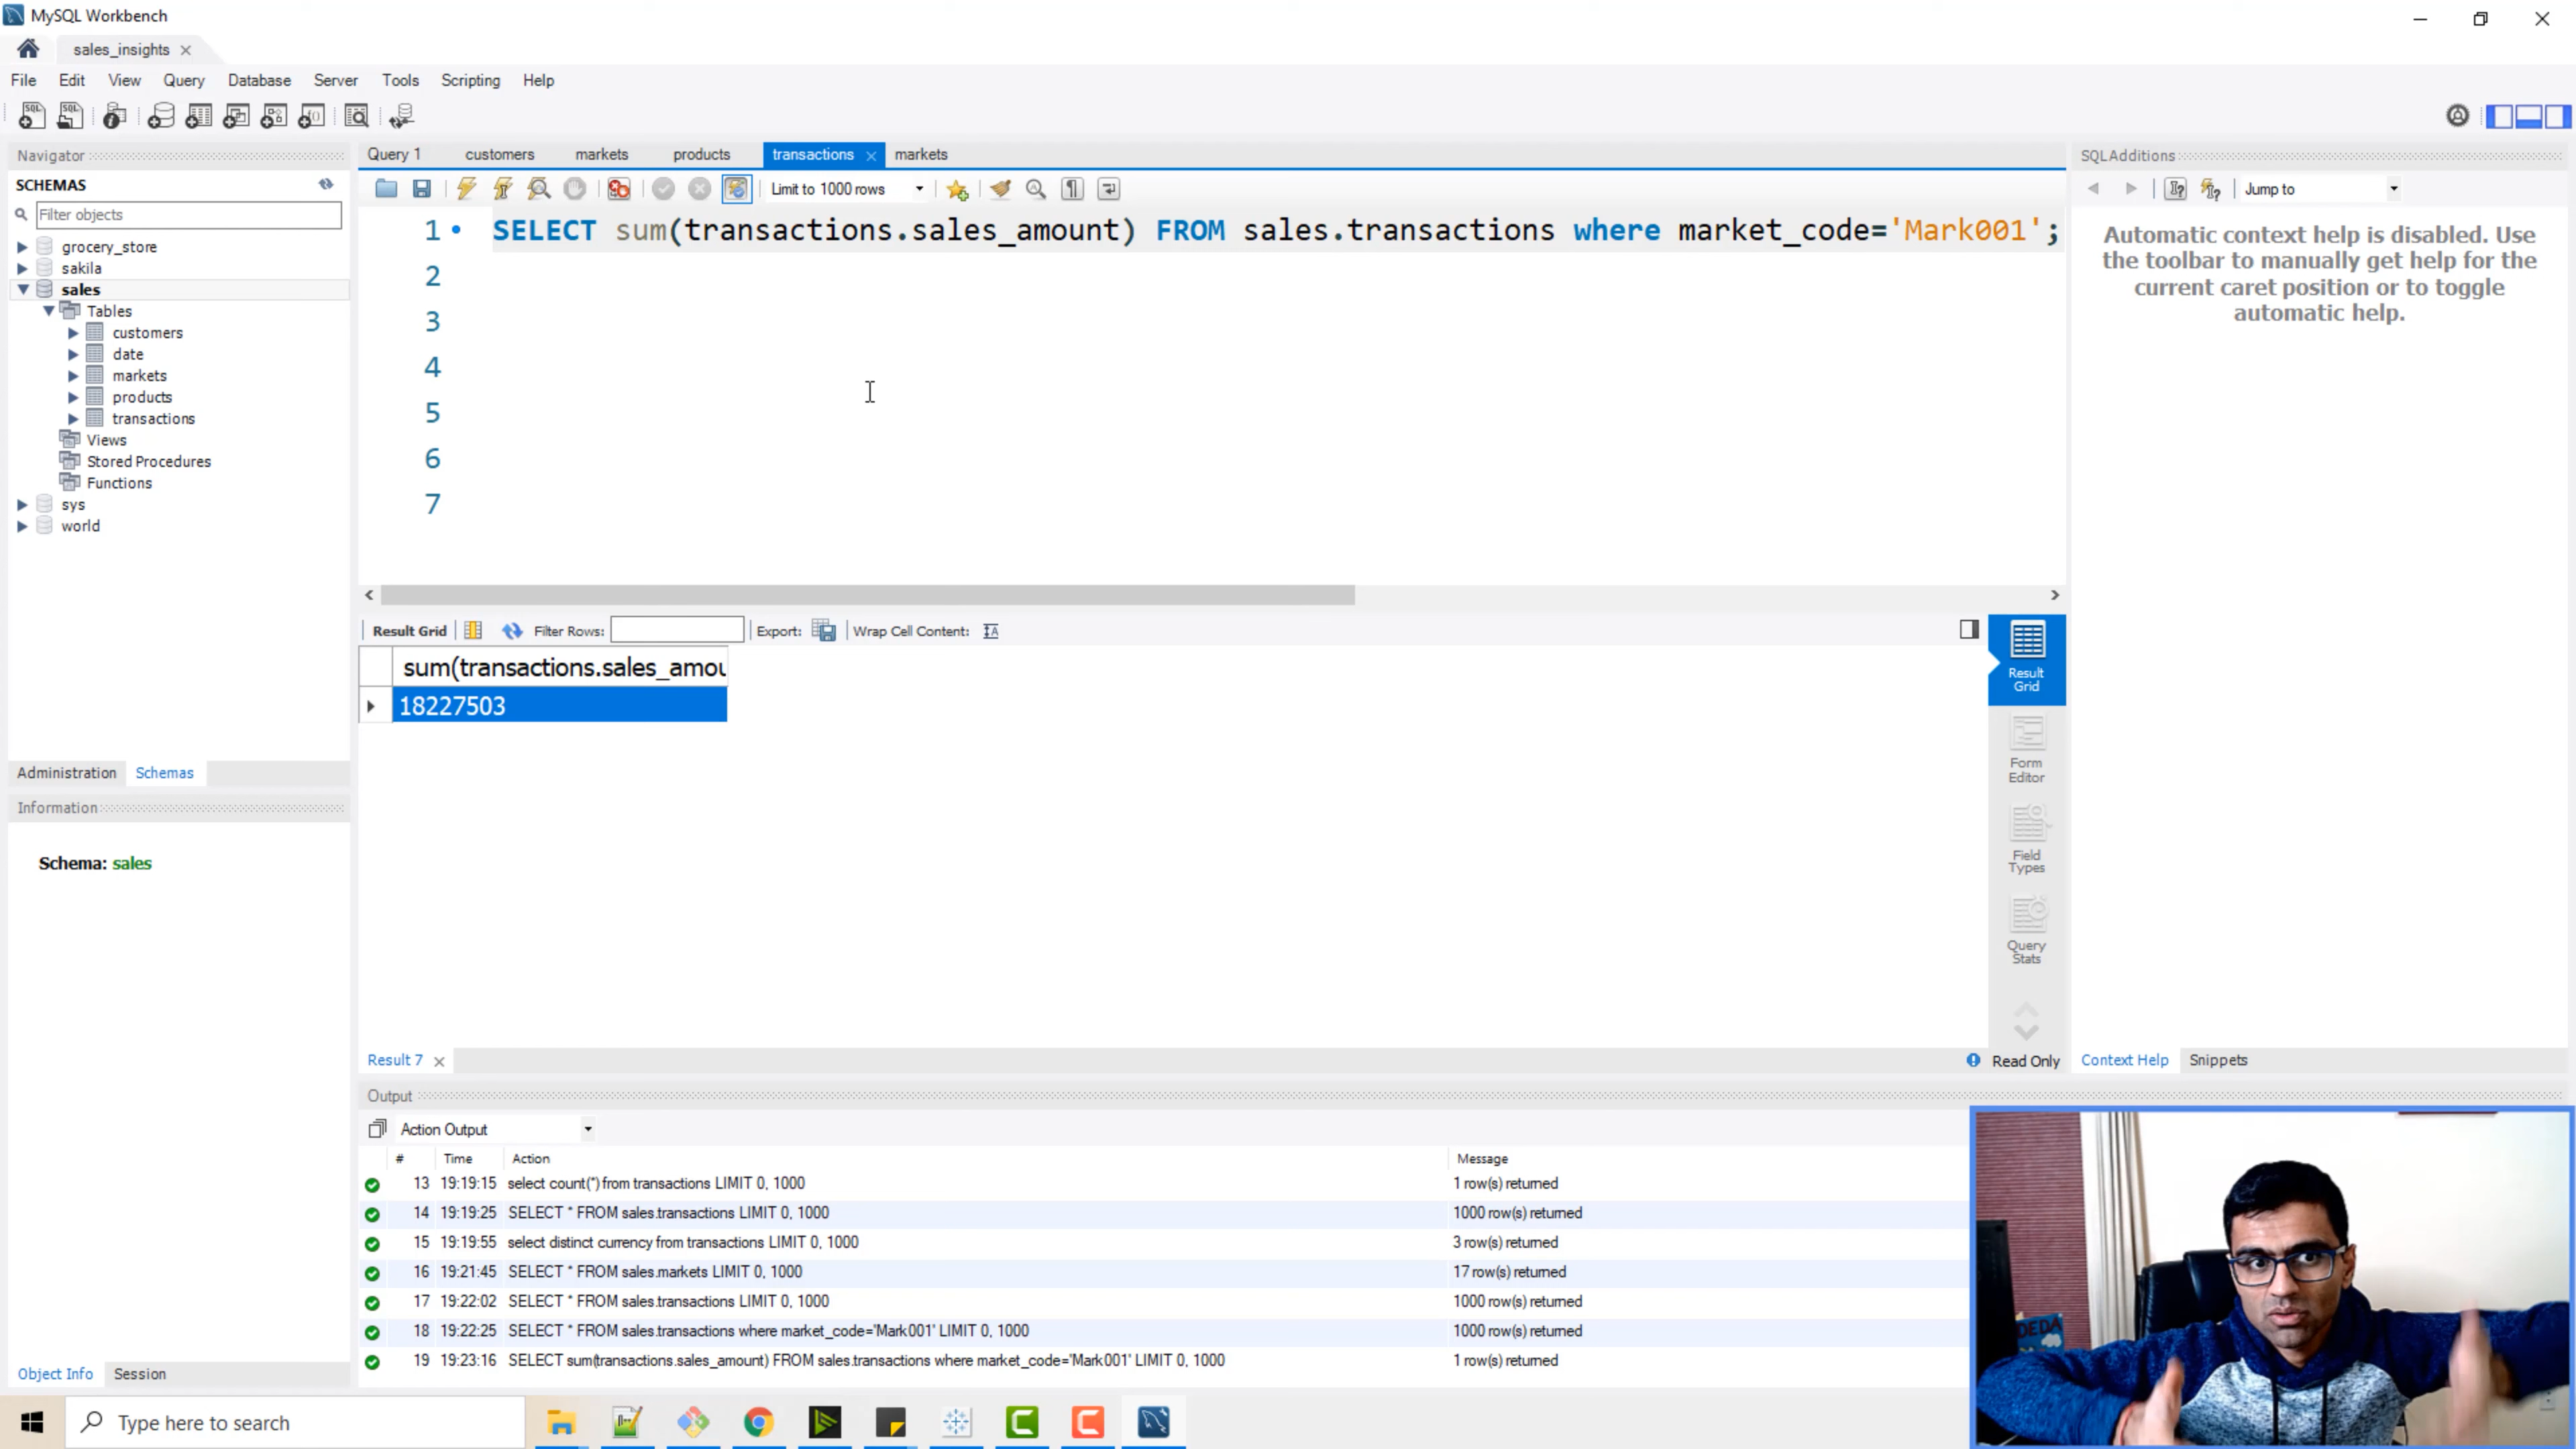 MySQL Workbench
sales_insights
File Edit View Query Database Server Tools Scripting Help
Navigator
SCHEMAS
Filter objects
grocery_store
sakila
sales
Tables
customers
date
markets
products
transactions
Views
Stored Procedures
Functions
sys
world
Administration Schemas
Information
Schema: sales
Object Info Session
Query 1 customers markets products transactions markets
Limit to 1000 rows
1 SELECT sum(transactions.sales_amount) FROM sales.transactions where market_code='Mark001';
2
3
4
5
6
7
Result Grid Filter Rows: Export: Wrap Cell Content:
sum(transactions.sales_amou
18227503
Result Grid
Form Editor
Field Types
Query Stats
Result 7
Read Only
SQLAdditions
Jump to
Automatic context help is disabled. Use
the toolbar to manually get help for the
current caret position or to toggle
automatic help.
Context Help Snippets
Output
Action Output
# Time Action Message
13 19:19:15 select count(*) from transactions LIMIT 0, 1000 1 row(s) returned
14 19:19:25 SELECT * FROM sales.transactions LIMIT 0, 1000 1000 row(s) returned
15 19:19:55 select distinct currency from transactions LIMIT 0, 1000 3 row(s) returned
16 19:21:45 SELECT * FROM sales.markets LIMIT 0, 1000 17 row(s) returned
17 19:22:02 SELECT * FROM sales.transactions LIMIT 0, 1000 1000 row(s) returned
18 19:22:25 SELECT * FROM sales.transactions where market_code='Mark001' LIMIT 0, 1000 1000 row(s) returned
19 19:23:16 SELECT sum(transactions.sales_amount) FROM sales.transactions where market_code='Mark001' LIMIT 0, 1000 1 row(s) returned
Type here to search